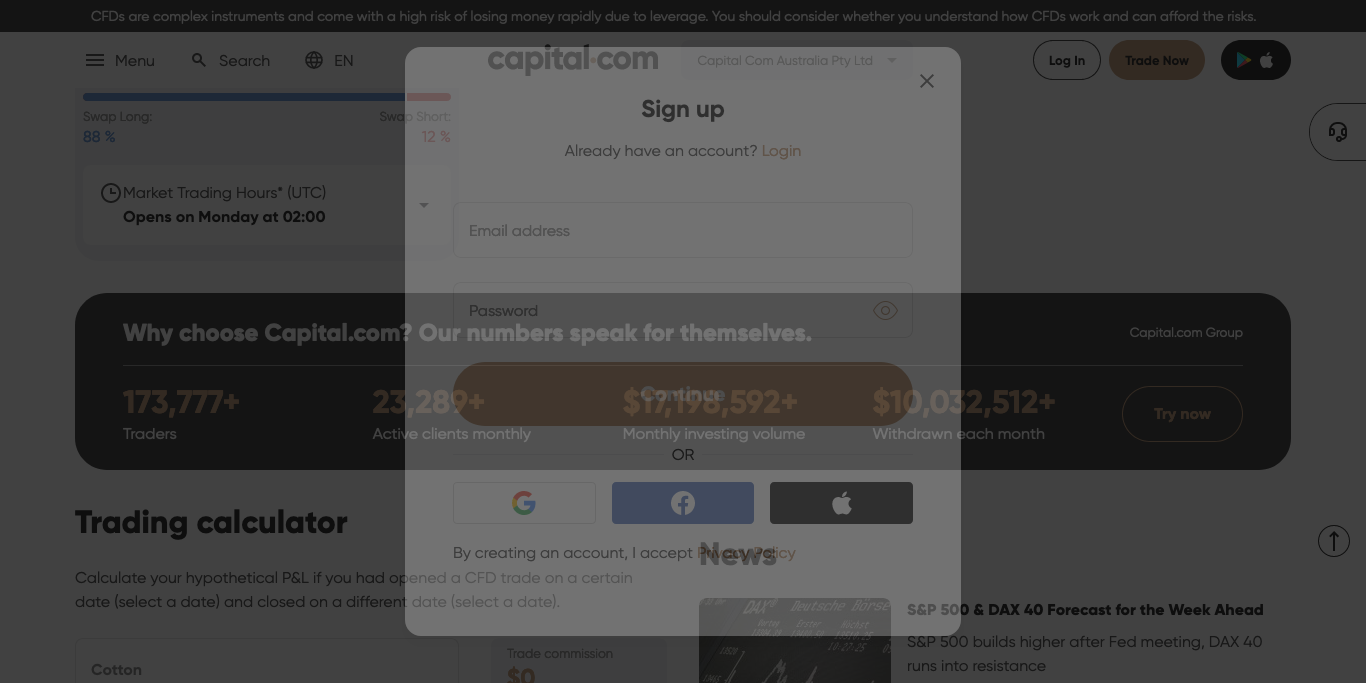 CFDs are complex instruments and come with a high risk of losing money rapidly due to leverage. You should consider whether you understand how CFDs work and can afford the risks.
Menu
Search
EN
capital.com
Capital Com Australia Pty Ltd
Log In
Trade Now
Sign up
Already have an account? Login
Email address
Password
Continue
OR
By creating an account, I accept Privacy Policy
Swap Long:
Swap Short:
88 %
12 %
Market Trading Hours* (UTC)
Opens on Monday at 02:00
Why choose Capital.com? Our numbers speak for themselves.
Capital.com Group
173,777+
Traders
23,289+
Active clients monthly
$17,196,592+
Monthly investing volume
$10,032,512+
Withdrawn each month
Try now
Trading calculator
Calculate your hypothetical P&L if you had opened a CFD trade on a certain
date (select a date) and closed on a different date (select a date).
Cotton
Trade commission
$0
News
DAX
Deutsche Börse
S&P 500 & DAX 40 Forecast for the Week Ahead
S&P 500 builds higher after Fed meeting, DAX 40
runs into resistance